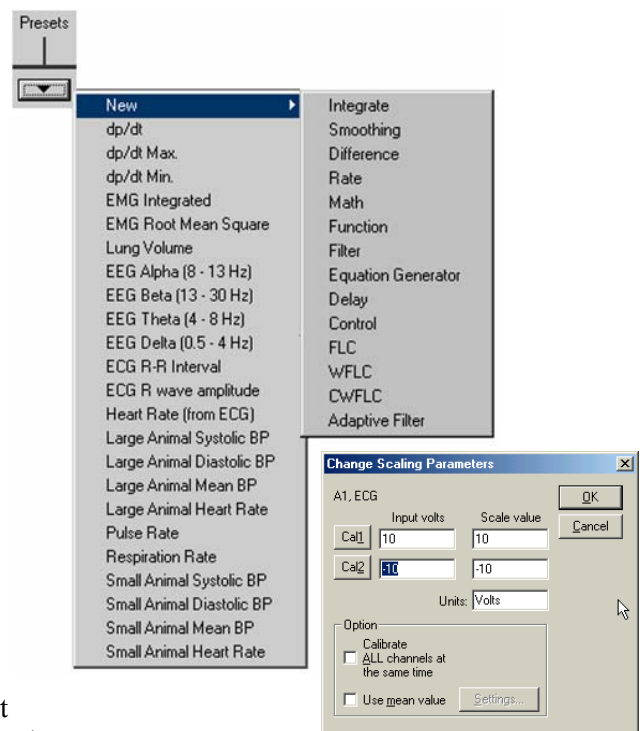 Presets
New
dp/dt
dp/dt Max.
dp/dt Min.
EMG Integrated
EMG Root Mean Square
Lung Volume
EEG Alpha (8 - 13 Hz)
EEG Beta (13 - 30 Hz)
EEG Theta (4 - 8 Hz)
EEG Delta (0.5 - 4 Hz)
ECG R-R Interval
ECG R wave amplitude
Heart Rate (from ECG)
Large Animal Systolic BP
Large Animal Diastolic BP
Large Animal Mean BP
Large Animal Heart Rate
Pulse Rate
Respiration Rate
Small Animal Systolic BP
Small Animal Diastolic BP
Small Animal Mean BP
Small Animal Heart Rate
Integrate
Smoothing
Difference
Rate
Math
Function
Filter
Equation Generator
Delay
Control
FLC
WFLC
CWFLC
Adaptive Filter
Change Scaling Parameters
A1, ECG
OK
Input volts Scale value
Cancel
Cal1 10 10
Cal2 -10 -10
Units: Volts
Option
Calibrate
ALL channels at
the same time
Use mean value Settings...
t